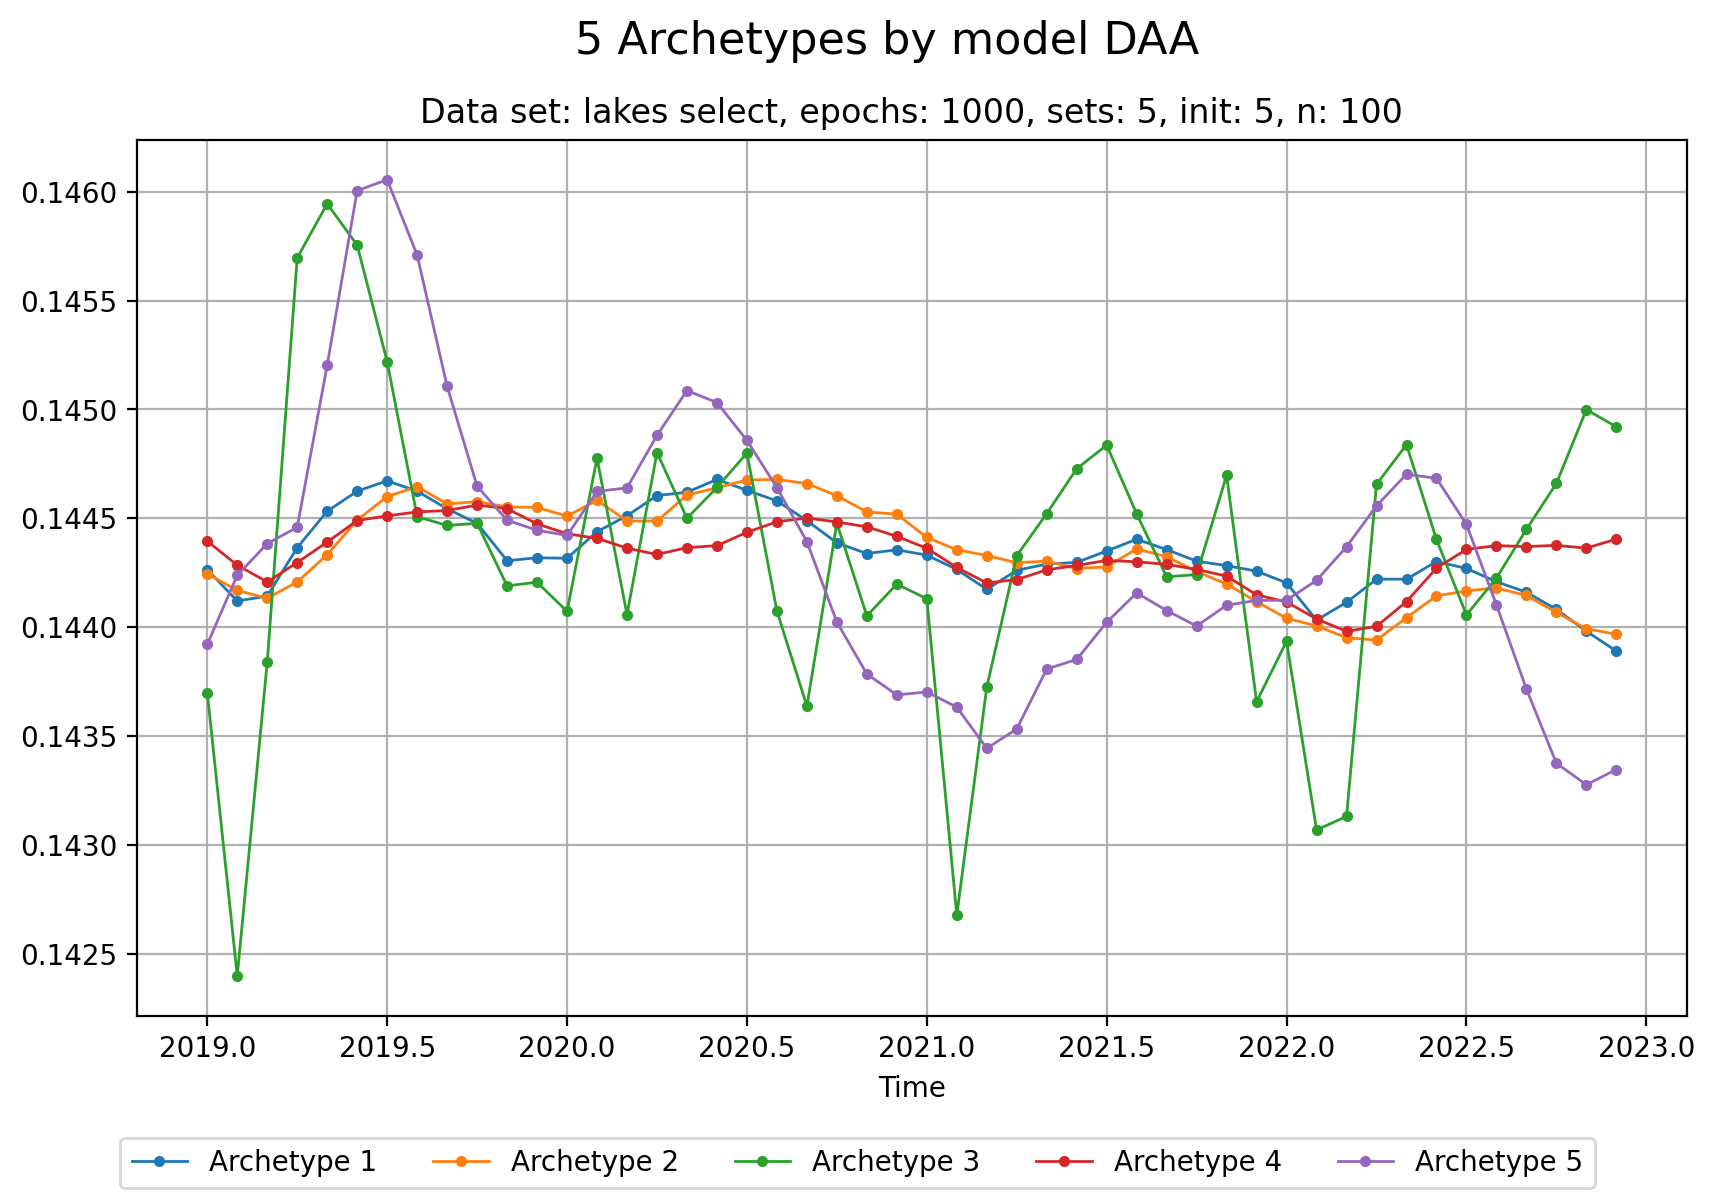 5 Archetypes by model DAA
Data set: lakes select, epochs: 1000, sets: 5, init: 5, n: 100
0.1460
0.1455
0.1450
0.1445
0.1440
0.1435
0.1430
0.1425
2019.0 2019.5 2020.0 2020.5 2021.0 2021.5 2022.0 2022.5 2023.0
Time
Archetype 1 Archetype 2 Archetype 3 Archetype 4 Archetype 5